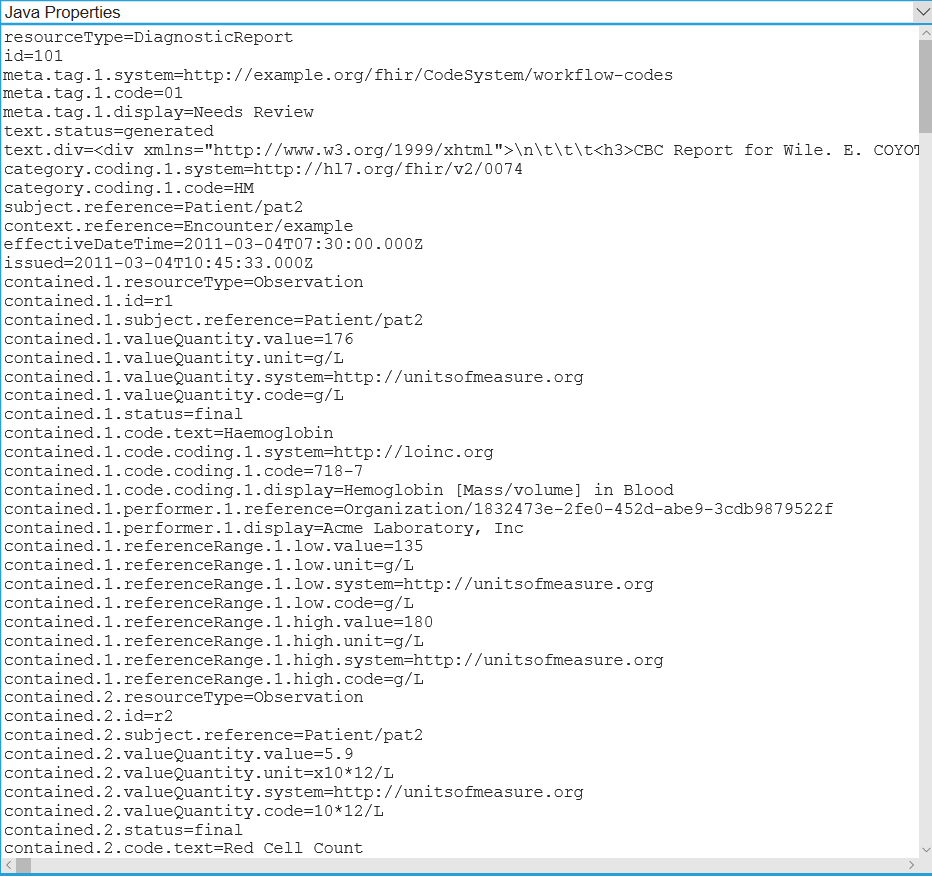 Java Properties
resourceType=DiagnosticReport
id=101
meta.tag.1.system=http://example.org/fhir/CodeSystem/workflow-codes
meta.tag.1.code=01
meta.tag.1.display=Needs Review
text.status=generated
text.div=<div xmlns="http://www.w3.org/1999/xhtml">\n\t\t\t<h3>CBC Report for Wile. E. COYOT
category.coding.1.system=http://hl7.org/fhir/v2/0074
category.coding.1.code=HM
subject.reference=Patient/pat2
context.reference=Encounter/example
effectiveDateTime=2011-03-04T07:30:00.000Z
issued=2011-03-04T10:45:33.000Z
contained.1.resourceType=Observation
contained.1.id=r1
contained.1.subject.reference=Patient/pat2
contained.1.valueQuantity.value=176
contained.1.valueQuantity.unit=g/L
contained.1.valueQuantity.system=http://unitsofmeasure.org
contained.1.valueQuantity.code=g/L
contained.1.status=final
contained.1.code.text=Haemoglobin
contained.1.code.coding.1.system=http://loinc.org
contained.1.code.coding.1.code=718-7
contained.1.code.coding.1.display=Hemoglobin [Mass/volume] in Blood
contained.1.performer.1.reference=Organization/1832473e-2fe0-452d-abe9-3cdb9879522f
contained.1.performer.1.display=Acme Laboratory, Inc
contained.1.referenceRange.1.low.value=135
contained.1.referenceRange.1.low.unit=g/L
contained.1.referenceRange.1.low.system=http://unitsofmeasure.org
contained.1.referenceRange.1.low.code=g/L
contained.1.referenceRange.1.high.value=180
contained.1.referenceRange.1.high.unit=g/L
contained.1.referenceRange.1.high.system=http://unitsofmeasure.org
contained.1.referenceRange.1.high.code=g/L
contained.2.resourceType=Observation
contained.2.id=r2
contained.2.subject.reference=Patient/pat2
contained.2.valueQuantity.value=5.9
contained.2.valueQuantity.unit=x10*12/L
contained.2.valueQuantity.system=http://unitsofmeasure.org
contained.2.valueQuantity.code=10*12/L
contained.2.status=final
contained.2.code.text=Red Cell Count